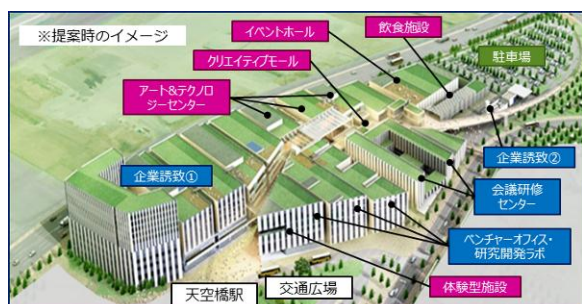 ※提案時のイメージ
イベントホール
飲食施設
クリエイティブモール
駐車場
アート&テクノロ
ジーセンター
企業誘致①
企業誘致②
会議研修
センター
ベンチャーオフィス・
研究開発ラボ
天空橋駅
交通広場
体験型施設